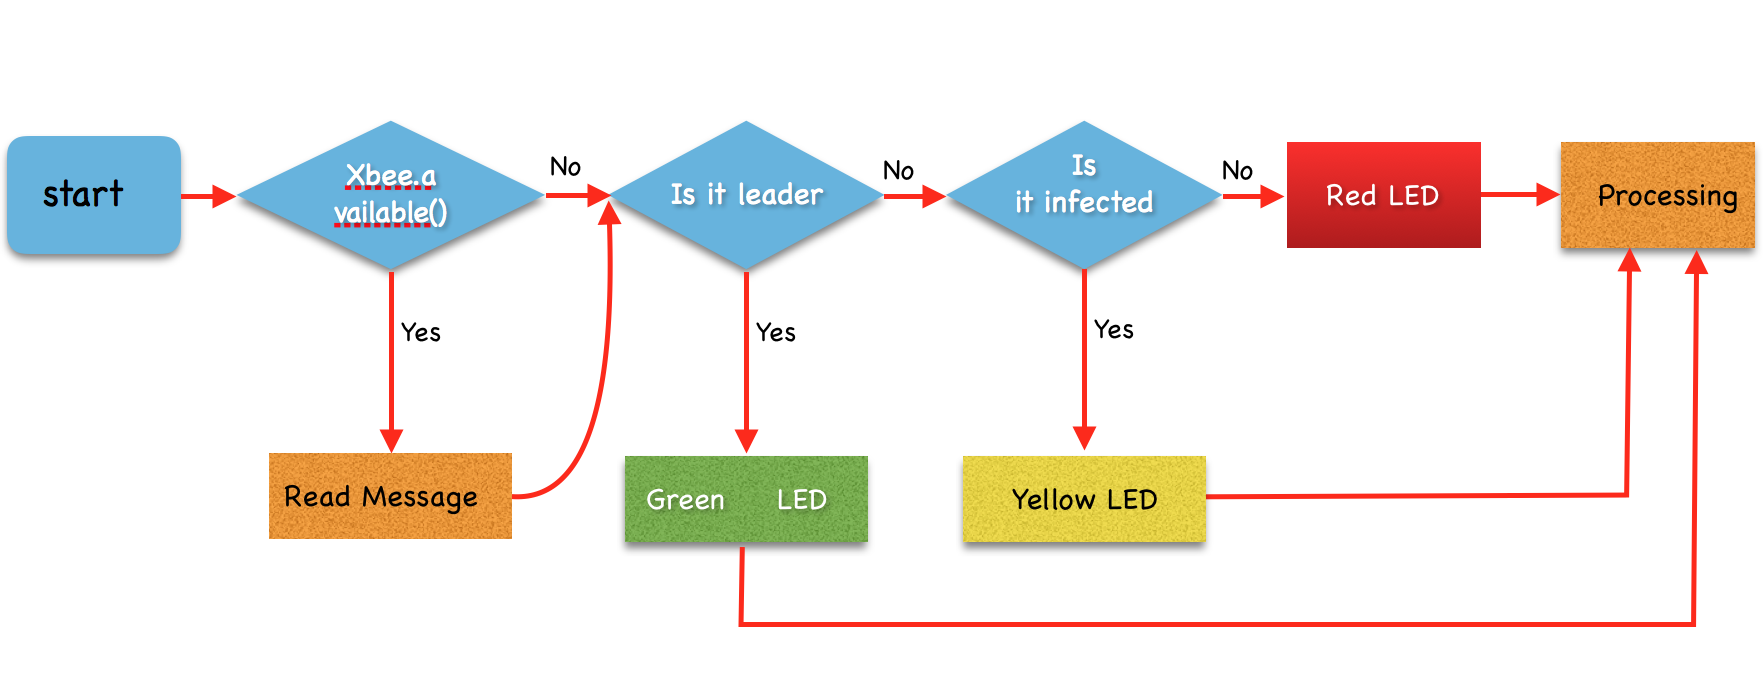 start
Xbee.a
vailable()
No
Is it leader
No
Is
it infected
No
Red LED
Processing
Yes
Yes
Yes
Read Message
Green LED
Yellow LED